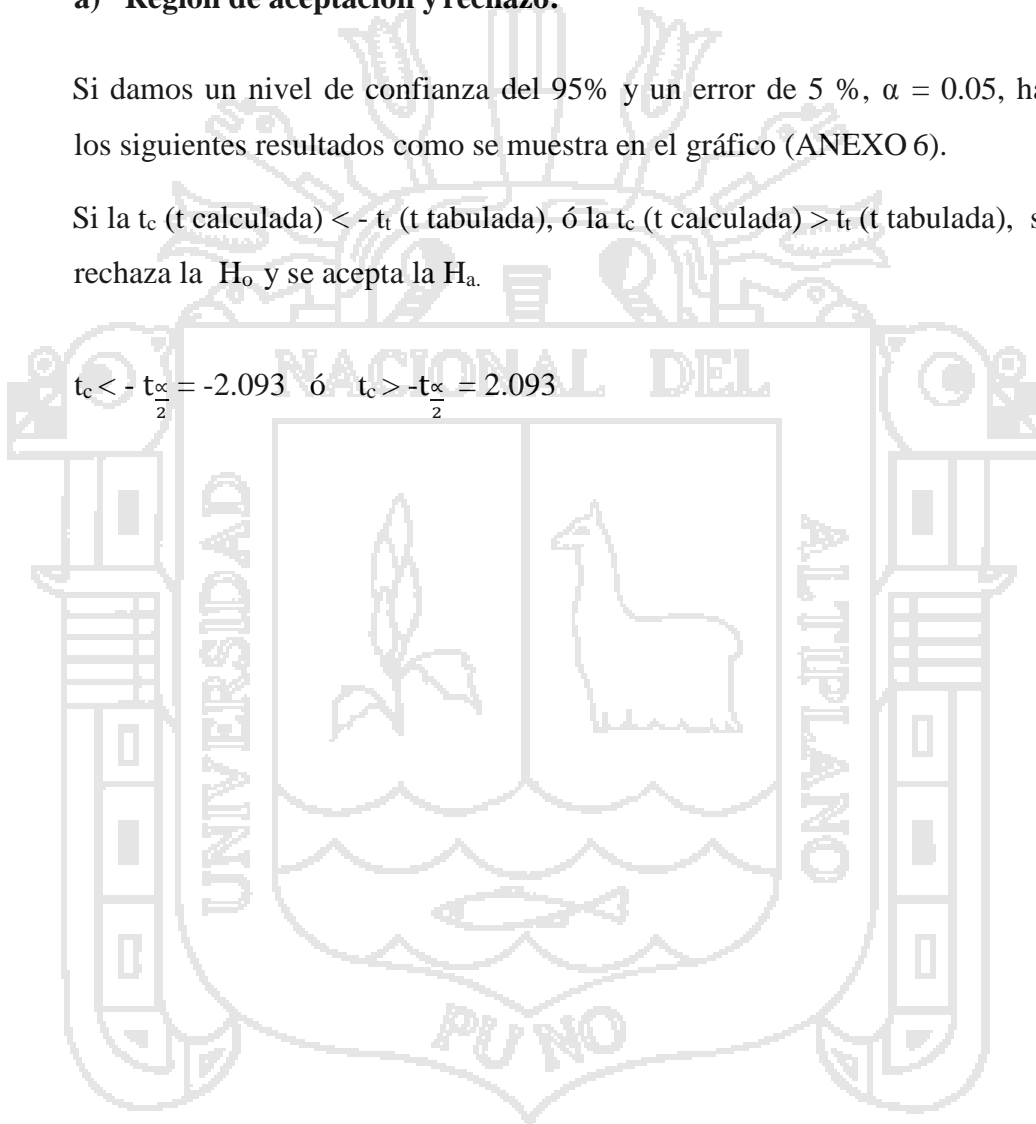 a) Región de aceptación y rechazo:
Si damos un nivel de confianza del 95% y un error de 5 %, α = 0.05,
los siguientes resultados como se muestra en el gráfico (ANEXO 6).
Si la tc (t calculada) < - tt (t tabulada), ó la tc (t calculada) > tt (t tabulada),
rechaza la Ho y se acepta la Ha.
tc < - t∝/2 = -2.093 ó tc > -t∝/2 = 2.093
NACIONAL DEL
UNIVERSIDAD
ALTIPLANO
PUNO